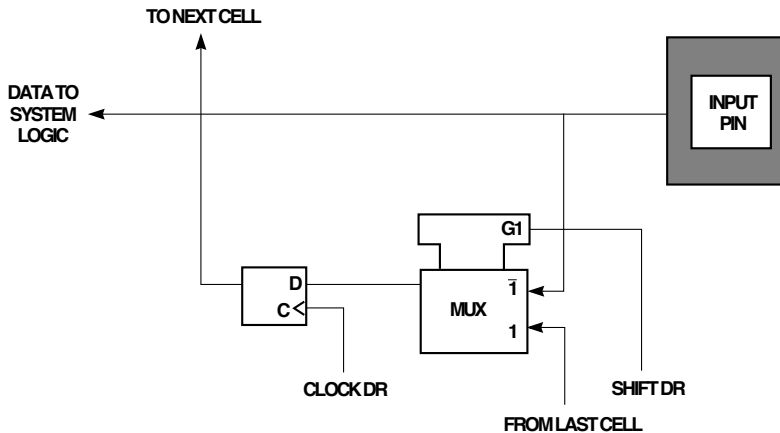 TO NEXT CELL
DATA TO
SYSTEM
LOGIC
INPUT
PIN
G1
D
C
MUX
1̅
1
CLOCK DR
SHIFT DR
FROM LAST CELL